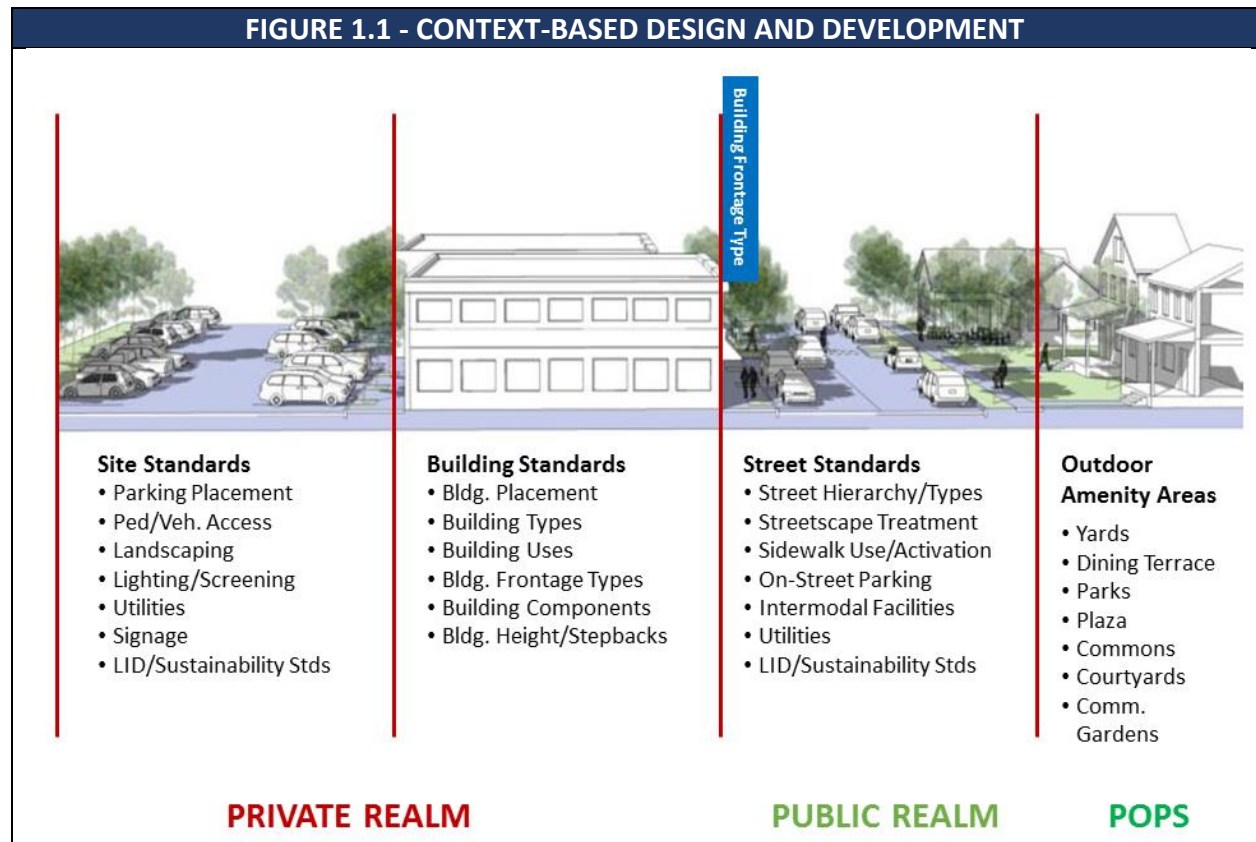 FIGURE 1.1 - CONTEXT-BASED DESIGN AND DEVELOPMENT
Building Frontage Type
Site Standards
• Parking Placement
• Ped/Veh. Access
• Landscaping
• Lighting/Screening
• Utilities
• Signage
• LID/Sustainability Stds
Building Standards
• Bldg. Placement
• Building Types
• Building Uses
• Bldg. Frontage Types
• Building Components
• Bldg. Height/Stepbacks
Street Standards
• Street Hierarchy/Types
• Streetscape Treatment
• Sidewalk Use/Activation
• On-Street Parking
• Intermodal Facilities
• Utilities
• LID/Sustainability Stds
Outdoor
Amenity Areas
• Yards
• Dining Terrace
• Parks
• Plaza
• Commons
• Courtyards
• Comm.
Gardens
PRIVATE REALM
PUBLIC REALM
POPS